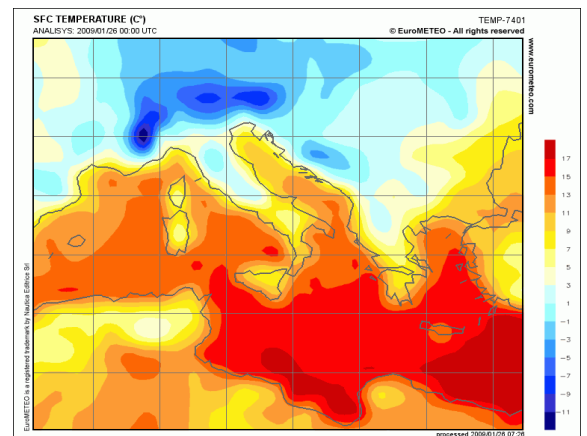 SFC TEMPERATURE (C°)
TEMP-7401
ANALISYS: 2009/01/26 00:00 UTC
© EuroMETEO - All rights reserved
www.eurometeo.com
EuroMETEO is a registered trademark by Nautica Editrice Srl
17
15
13
11
9
7
5
3
1
-1
-3
-5
-7
-9
-11
processed 2009/01/26 07:26